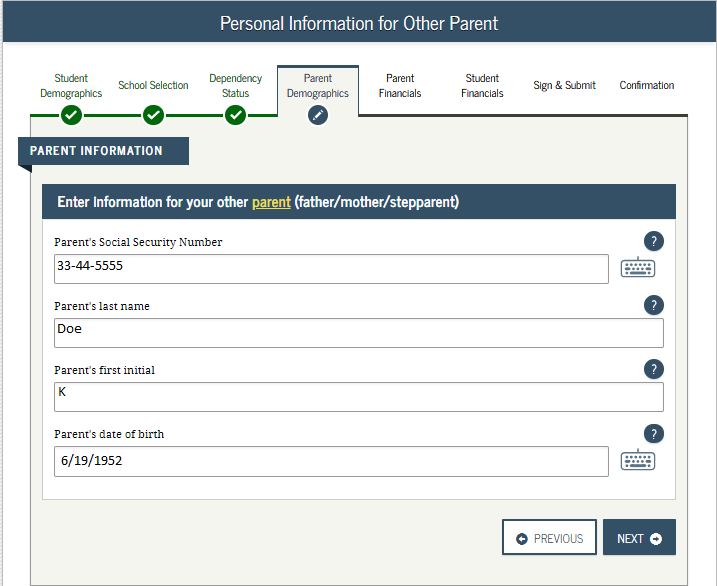 Personal Information for Other Parent
Student
Demographics
School Selection
Dependency
Status
Parent
Demographics
Parent
Financials
Student
Financials
Sign & Submit
Confirmation
PARENT INFORMATION
Enter Information for your other parent (father/mother/stepparent)
Parent's Social Security Number
?
33-44-5555
Parent's last name
?
Doe
Parent's first initial
?
K
Parent's date of birth
?
6/19/1952
PREVIOUS
NEXT